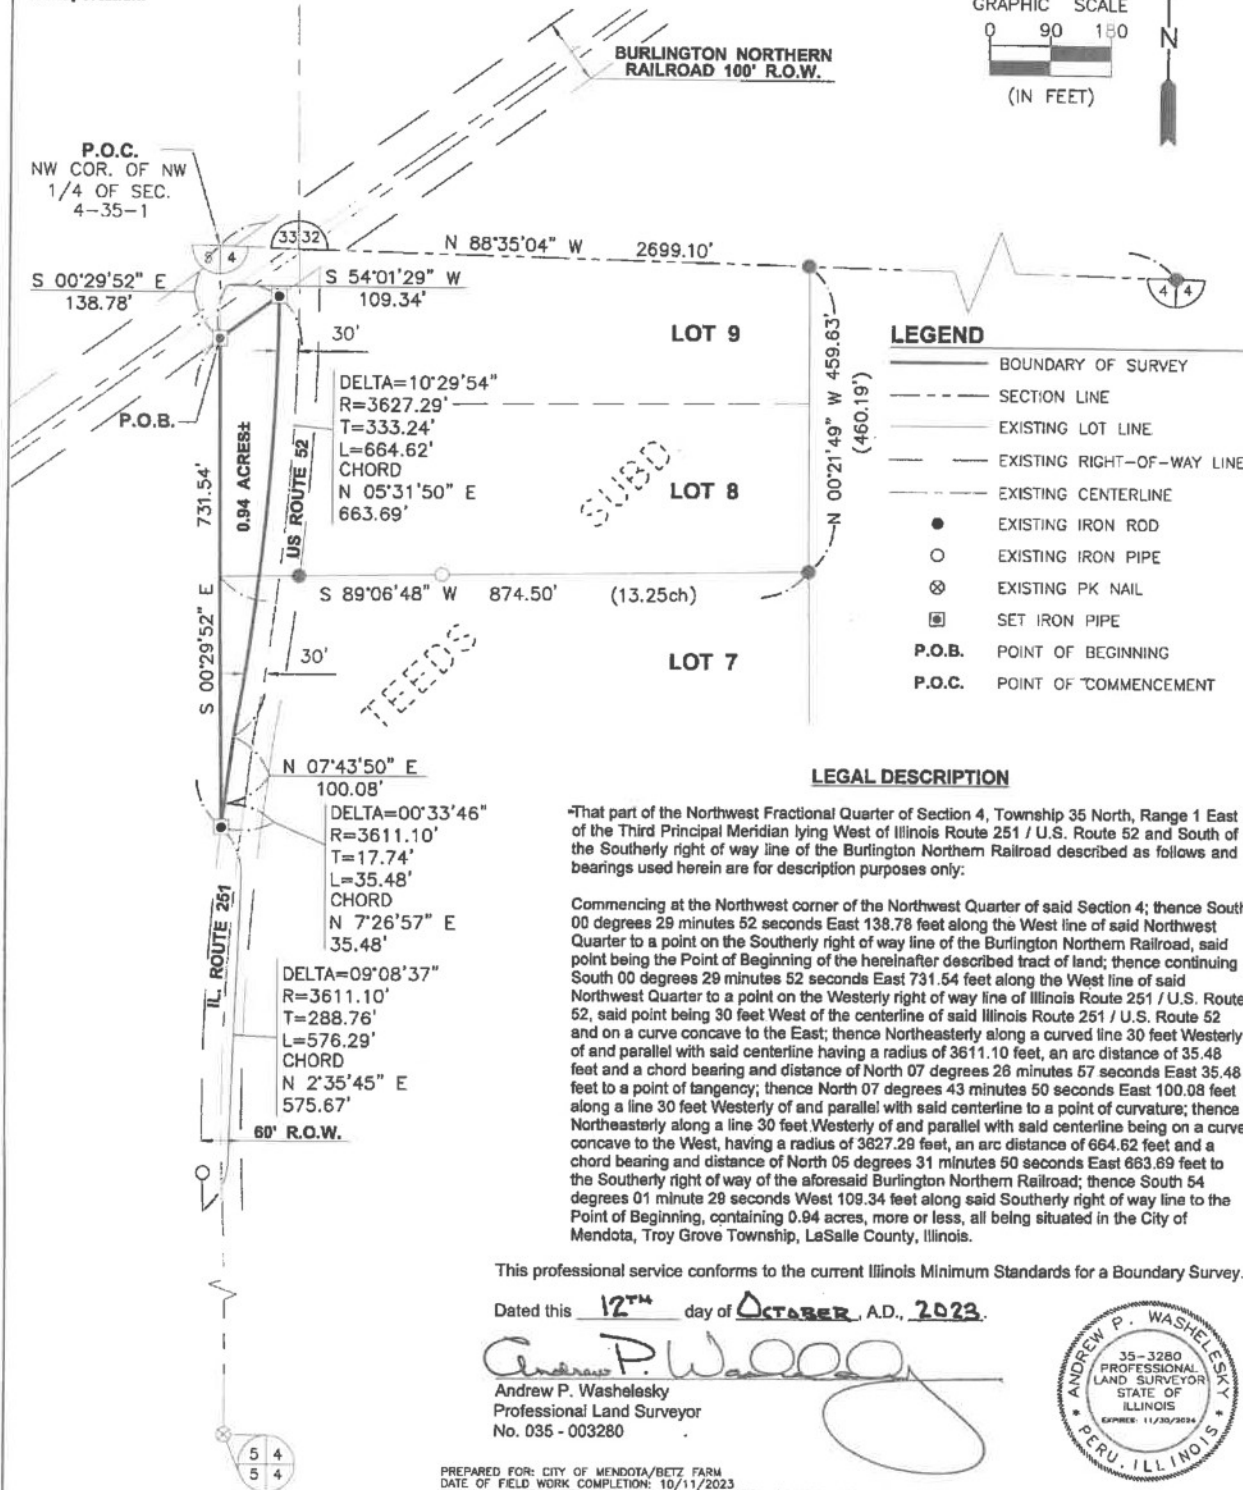 GRAPHIC SCALE
0 90 180
(IN FEET)
N
BURLINGTON NORTHERN
RAILROAD 100' R.O.W.
P.O.C.
NW COR. OF NW
1/4 OF SEC.
4-35-1
33 32
4
N 88°35'04" W 2699.10'
4 4
S 00°29'52" E
138.78'
S 54°01'29" W
109.34'
30'
P.O.B.
LOT 9
N 00°21'49" W 459.63'
(460.19')
DELTA=10°29'54"
R=3627.29'
T=333.24'
L=664.62'
CHORD
N 05°31'50" E
663.69'
731.54'
S 00°29'52" E
0.94 ACRES±
US ROUTE 52
SUBD
LOT 8
S 89°06'48" W 874.50' (13.25ch)
30'
TEEDS
LOT 7
LEGEND
BOUNDARY OF SURVEY
SECTION LINE
EXISTING LOT LINE
EXISTING RIGHT-OF-WAY LINE
EXISTING CENTERLINE
EXISTING IRON ROD
EXISTING IRON PIPE
EXISTING PK NAIL
SET IRON PIPE
P.O.B. POINT OF BEGINNING
P.O.C. POINT OF COMMENCEMENT
N 07°43'50" E
100.08'
DELTA=00°33'46"
R=3611.10'
T=17.74'
L=35.48'
CHORD
N 7°26'57" E
35.48'
IL. ROUTE 251
DELTA=09°08'37"
R=3611.10'
T=288.76'
L=576.29'
CHORD
N 2°35'45" E
575.67'
60' R.O.W.
5 4
5 4
LEGAL DESCRIPTION
That part of the Northwest Fractional Quarter of Section 4, Township 35 North, Range 1 East
of the Third Principal Meridian lying West of Illinois Route 251 / U.S. Route 52 and South of
the Southerly right of way line of the Burlington Northern Railroad described as follows and
bearings used herein are for description purposes only:
Commencing at the Northwest corner of the Northwest Quarter of said Section 4; thence South
00 degrees 29 minutes 52 seconds East 138.78 feet along the West line of said Northwest
Quarter to a point on the Southerly right of way line of the Burlington Northern Railroad, said
point being the Point of Beginning of the hereinafter described tract of land; thence continuing
South 00 degrees 29 minutes 52 seconds East 731.54 feet along the West line of said
Northwest Quarter to a point on the Westerly right of way line of Illinois Route 251 / U.S. Route
52, said point being 30 feet West of the centerline of said Illinois Route 251 / U.S. Route 52
and on a curve concave to the East; thence Northeasterly along a curved line 30 feet Westerly
of and parallel with said centerline having a radius of 3611.10 feet, an arc distance of 35.48
feet and a chord bearing and distance of North 07 degrees 26 minutes 57 seconds East 35.48
feet to a point of tangency; thence North 07 degrees 43 minutes 50 seconds East 100.08 feet
along a line 30 feet Westerly of and parallel with said centerline to a point of curvature; thence
Northeasterly along a line 30 feet Westerly of and parallel with said centerline being on a curve
concave to the West, having a radius of 3627.29 feet, an arc distance of 664.62 feet and a
chord bearing and distance of North 05 degrees 31 minutes 50 seconds East 663.69 feet to
the Southerly right of way of the aforesaid Burlington Northern Railroad; thence South 54
degrees 01 minute 29 seconds West 109.34 feet along said Southerly right of way line to the
Point of Beginning, containing 0.94 acres, more or less, all being situated in the City of
Mendota, Troy Grove Township, LaSalle County, Illinois.
This professional service conforms to the current Illinois Minimum Standards for a Boundary Survey.
Dated this 12TH day of OCTOBER, A.D., 2023.
Andrew P. Washelesky
Professional Land Surveyor
No. 035 - 003280
ANDREW P. WASHELESKY
35-3280
PROFESSIONAL
LAND SURVEYOR
STATE OF
ILLINOIS
EXPIRES: 11/30/2024
PERU, ILLINOIS
PREPARED FOR: CITY OF MENDOTA/BETZ FARM
DATE OF FIELD WORK COMPLETION: 10/11/2023